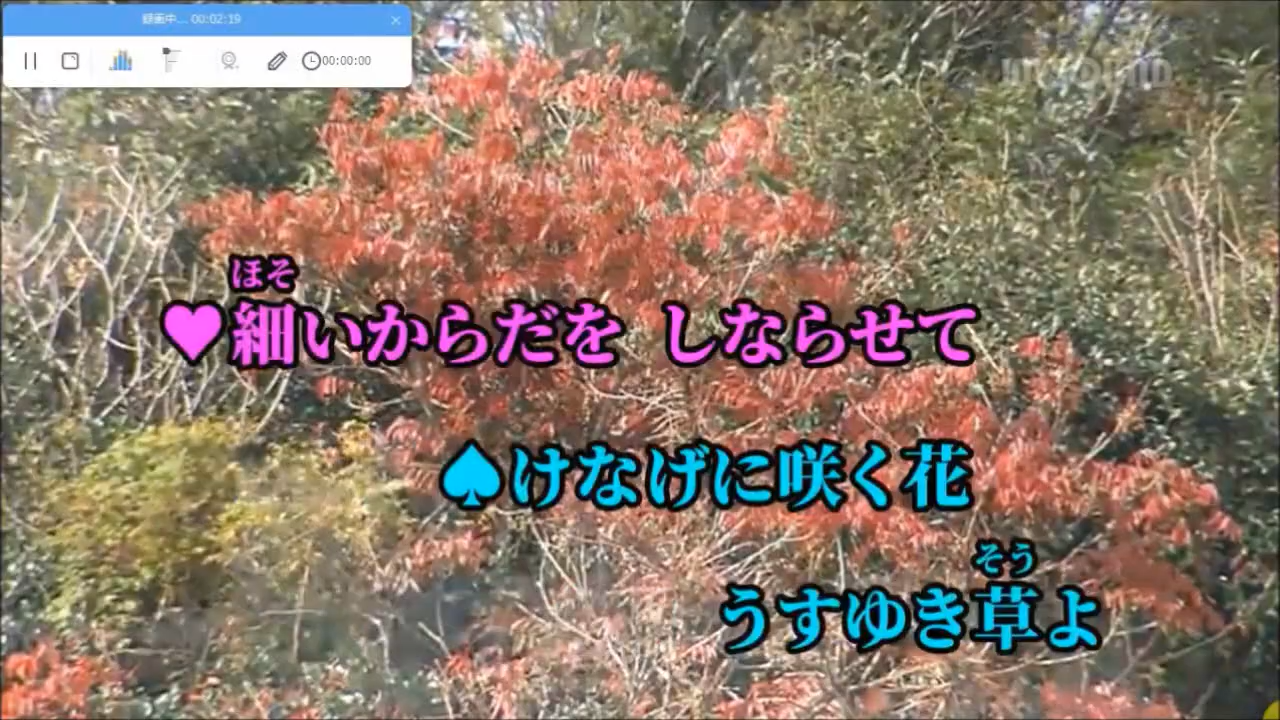 録画中... 00:02:19
00:00:00
ほそ
♥細いからだを しならせて
♠けなげに咲く花
そう
うすゆき草よ